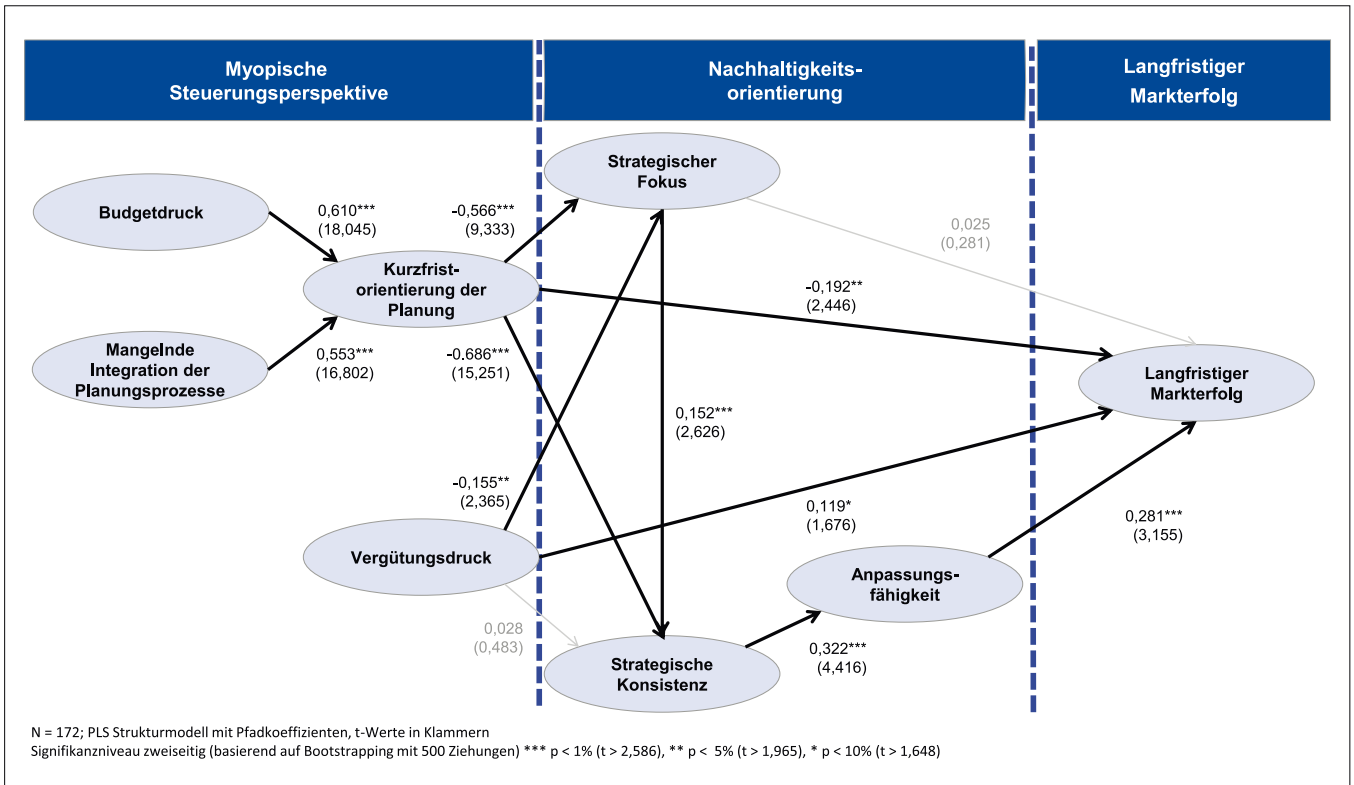 Myopische
Steuerungsperspektive
Nachhaltigkeits-
orientierung
Langfristiger
Markterfolg
Strategischer
Fokus
Budgetdruck
0,610***
(18,045)
-0,566***
(9,333)
0,025
(0,281)
Kurzfrist-
orientierung der
Planung
-0,192**
(2,446)
Mangelnde
Integration der
Planungsprozesse
0,553***
(16,802)
-0.686***
(15,251)
Langfristiger
Markterfolg
0,152***
(2,626)
-0,155**
(2,365)
0,119*
(1,676)
0,281***
(3,155)
Vergütungsdruck
Anpassungs-
fähigkeit
0,028
(0,483)
0,322***
(4,416)
Strategische
Konsistenz
N = 172; PLS Strukturmodell mit Pfadkoeffizienten, t-Werte in Klammern
Signifikanzniveau zweiseitig (basierend auf Bootstrapping mit 500 Ziehungen) *** p < 1% (t > 2,586), ** p < 5% (t > 1,965), * p < 10% (t > 1,648)